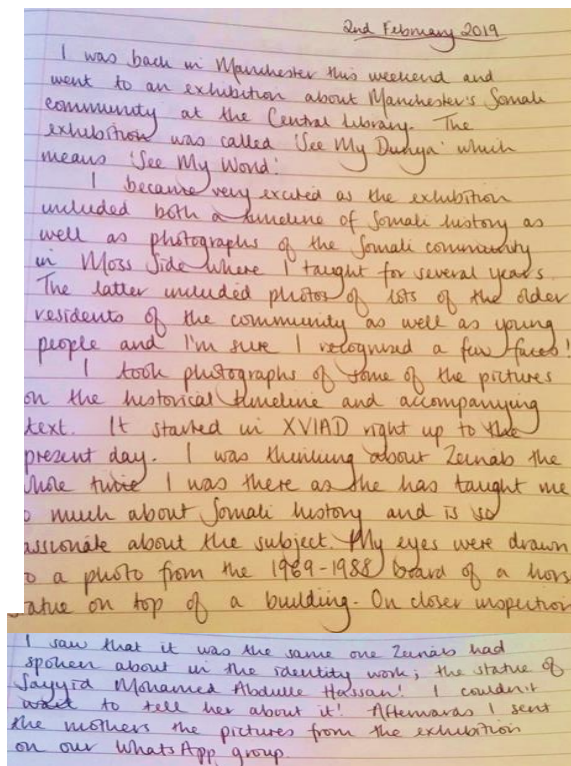 2nd February 2019
I was back in Manchester this weekend and
went to an exhibition about Manchester's Somali
community at the Central Library. The
exhibition was called 'See My Dunya' which
means 'See My World'.
I became very excited as the exhibition
included both a timeline of Somali history as
well as photographs of the Somali community
in Moss Side where I taught for several years.
The latter included photos of lots of the older
residents of the community as well as young
people and I'm sure I recognised a few faces!
I took photographs of some of the pictures
on the historical timeline and accompanying
text. It started in XVIAD right up to the
present day. I was thinking about Zeinab the
hole time I was there as she has taught me
o much about Somali history and is so
assionate about the subject. My eyes were drawn
o a photo from the 1969-1988 board of a hors
tatue on top of a building. On closer inspection
I saw that it was the same one Zeinab had
spoken about in the identity work; the statue of
Sayyid Mohamed Abdulle Hassan! I couldn't
wait to tell her about it! Afterwards I sent
the mothers the pictures from the exhibition
on our WhatsApp group.